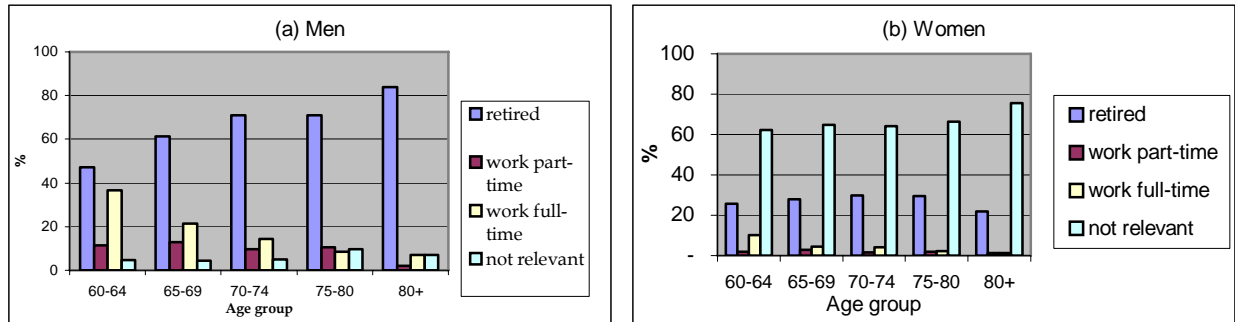 (a) Men
100
80
60
40
20
0
%
60-64 65-69 70-74 75-80 80+
Age group
retired
work part-
time
work full-
time
not relevant
(b) Women
100
80
60
40
20
-
%
60-64 65-69 70-74 75-80 80+
Age group
retired
work part-time
work full-time
not relevant